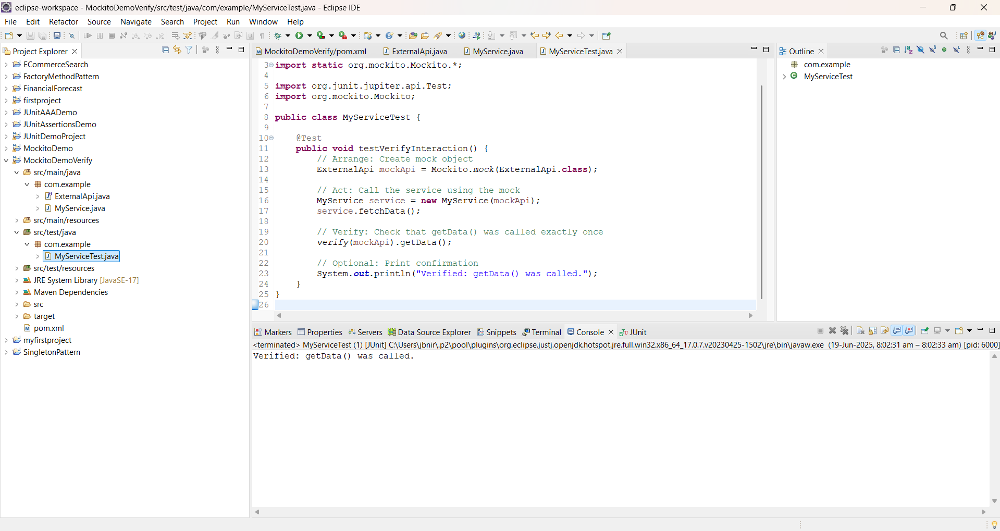 eclipse-workspace - MockitoDemoVerify/src/test/java/com/example/MyServiceTest.java - Eclipse IDE
File Edit Refactor Source Navigate Search Project Run Window Help
Project Explorer
ECommerceSearch
FactoryMethodPattern
FinancialForecast
firstproject
JUnitAAADemo
JUnitAssertionsDemo
JUnitDemoProject
MockitoDemo
MockitoDemoVerify
src/main/java
com.example
ExternalApi.java
MyService.java
src/main/resources
src/test/java
com.example
MyServiceTest.java
src/test/resources
JRE System Library [JavaSE-17]
Maven Dependencies
src
target
pom.xml
myfirstproject
SingletonPattern
MockitoDemoVerify/pom.xml ExternalApi.java MyService.java MyServiceTest.java
3 import static org.mockito.Mockito.*;
4
5 import org.junit.jupiter.api.Test;
6 import org.mockito.Mockito;
7
8 public class MyServiceTest {
9
10 @Test
11 public void testVerifyInteraction() {
12 // Arrange: Create mock object
13 ExternalApi mockApi = Mockito.mock(ExternalApi.class);
14
15 // Act: Call the service using the mock
16 MyService service = new MyService(mockApi);
17 service.fetchData();
18
19 // Verify: Check that getData() was called exactly once
20 verify(mockApi).getData();
21
22 // Optional: Print confirmation
23 System.out.println("Verified: getData() was called.");
24 }
25 }
26
Outline
com.example
MyServiceTest
Markers Properties Servers Data Source Explorer Snippets Terminal Console JUnit
<terminated> MyServiceTest (1) [JUnit] C:\Users\jbnir\.p2\pool\plugins\org.eclipse.justj.openjdk.hotspot.jre.full.win32.x86_64_17.0.7.v20230425-1502\jre\bin\javaw.exe (19-Jun-2025, 8:02:31 am – 8:02:33 am) [pid: 6000]
Verified: getData() was called.